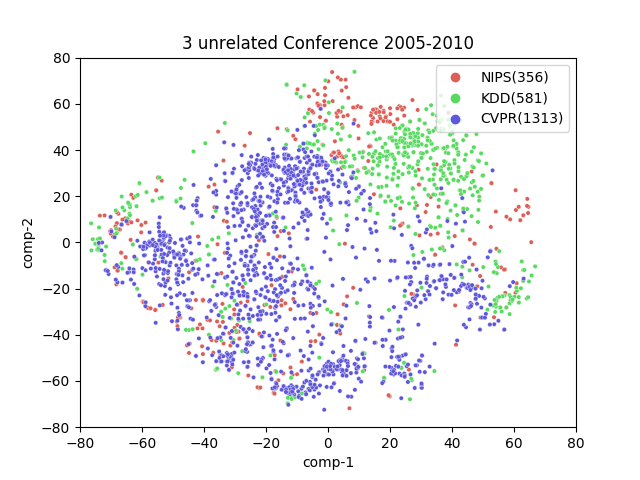 3 unrelated Conference 2005-2010
NIPS(356)
KDD(581)
CVPR(1313)
80
60
40
20
0
−20
−40
−60
−80
comp-2
−80 −60 −40 −20 0 20 40 60 80
comp-1